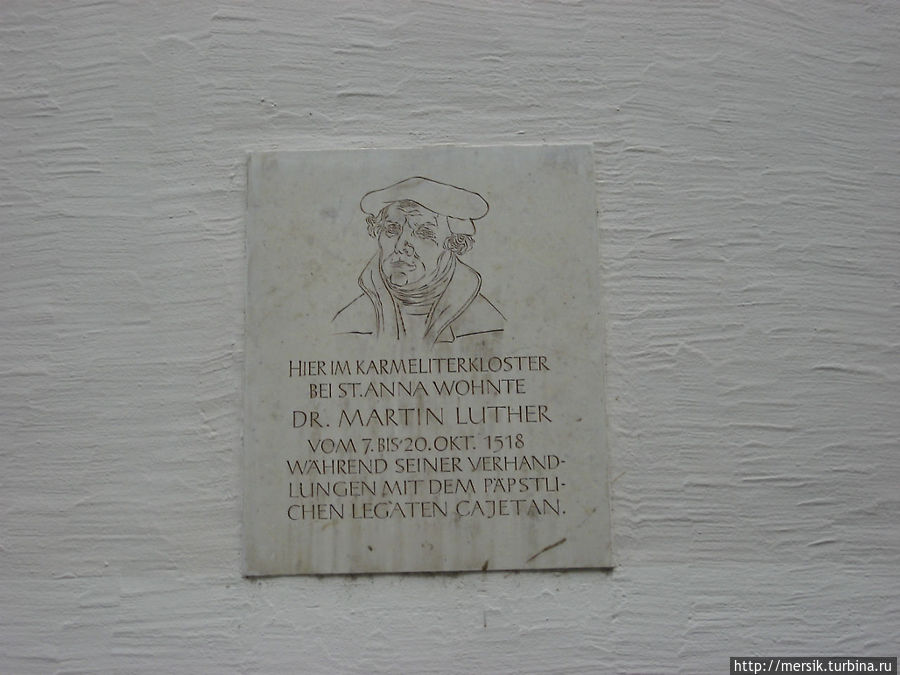 HIER IM KARMELITERKLOSTER
BEI ST. ANNA WOHNTE
DR. MARTIN LUTHER
VOM 7. BIS 20. OKT. 1518
WÄHREND SEINER VERHAND-
LUNGEN MIT DEM PÄPSTLI-
CHEN LEGATEN CAJETAN.
http://mersik.turbina.ru